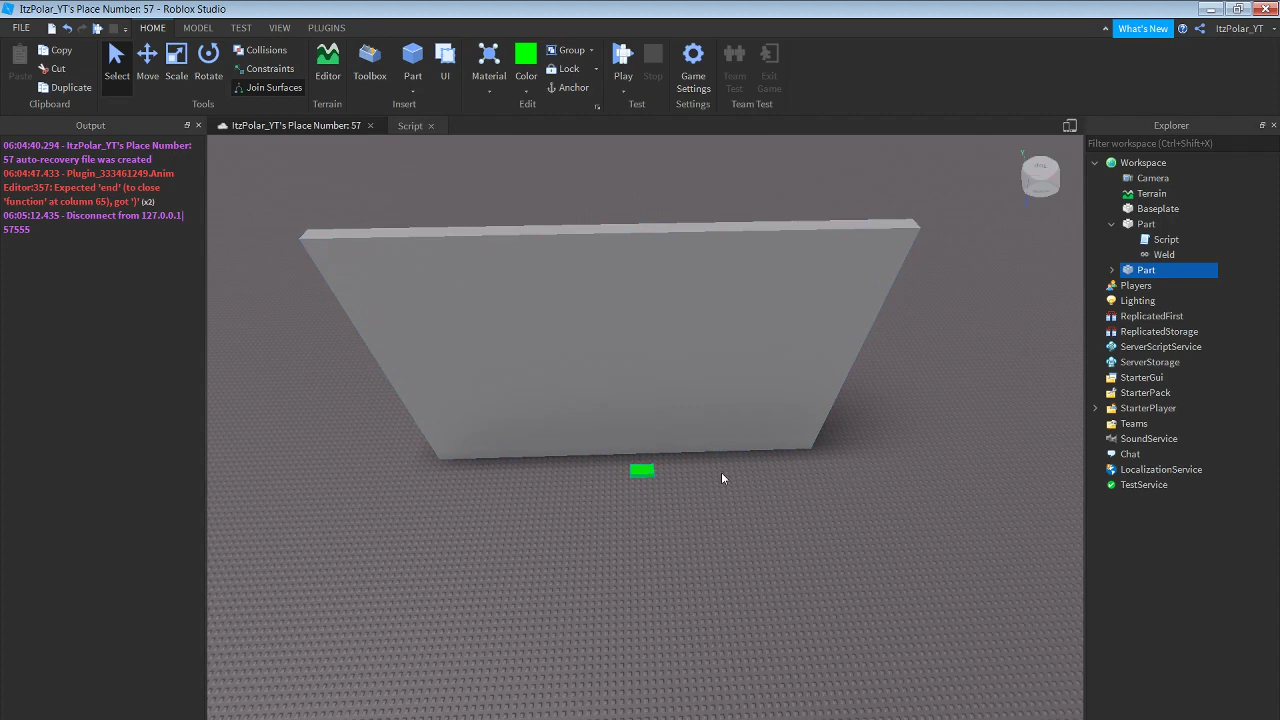 ItzPolar_YT's Place Number: 57 - Roblox Studio
FILE HOME MODEL TEST VIEW PLUGINS What's New ItzPolar_YT
Paste Copy Cut Duplicate Clipboard
Select Move Scale Rotate Collisions Constraints Join Surfaces Tools
Editor Terrain
Toolbox Part UI Insert
Material Color Group Lock Anchor Edit
Play Stop Test
Game Settings Settings
Team Test Exit Game Team Test
Output
06:04:40.294 - ItzPolar_YT's Place Number:
57 auto-recovery file was created
06:04:47.433 - Plugin_333461249.Anim
Editor:357: Expected 'end' (to close
'function' at column 65), got ')' (x2)
06:05:12.435 - Disconnect from 127.0.0.1|
57555
ItzPolar_YT's Place Number: 57
Script
Explorer
Filter workspace (Ctrl+Shift+X)
Workspace
Camera
Terrain
Baseplate
Part
Script
Weld
Part
Players
Lighting
ReplicatedFirst
ReplicatedStorage
ServerScriptService
ServerStorage
StarterGui
StarterPack
StarterPlayer
Teams
SoundService
Chat
LocalizationService
TestService